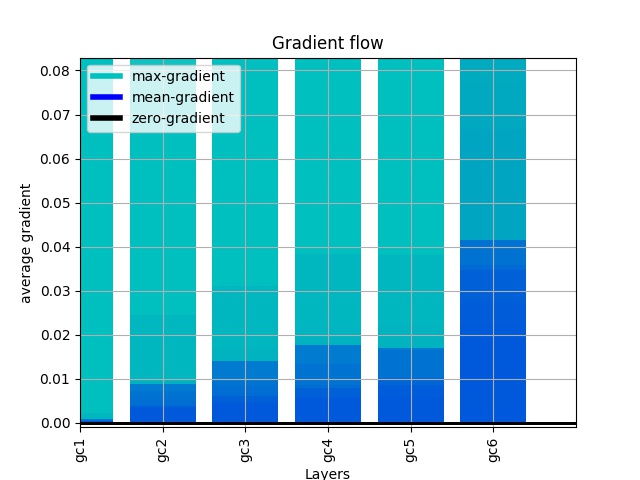 Gradient flow
max-gradient
mean-gradient
zero-gradient
0.08
0.07
0.06
0.05
0.04
0.03
0.02
0.01
0.00
average gradient
gc1
gc2
gc3
gc4
gc5
gc6
Layers